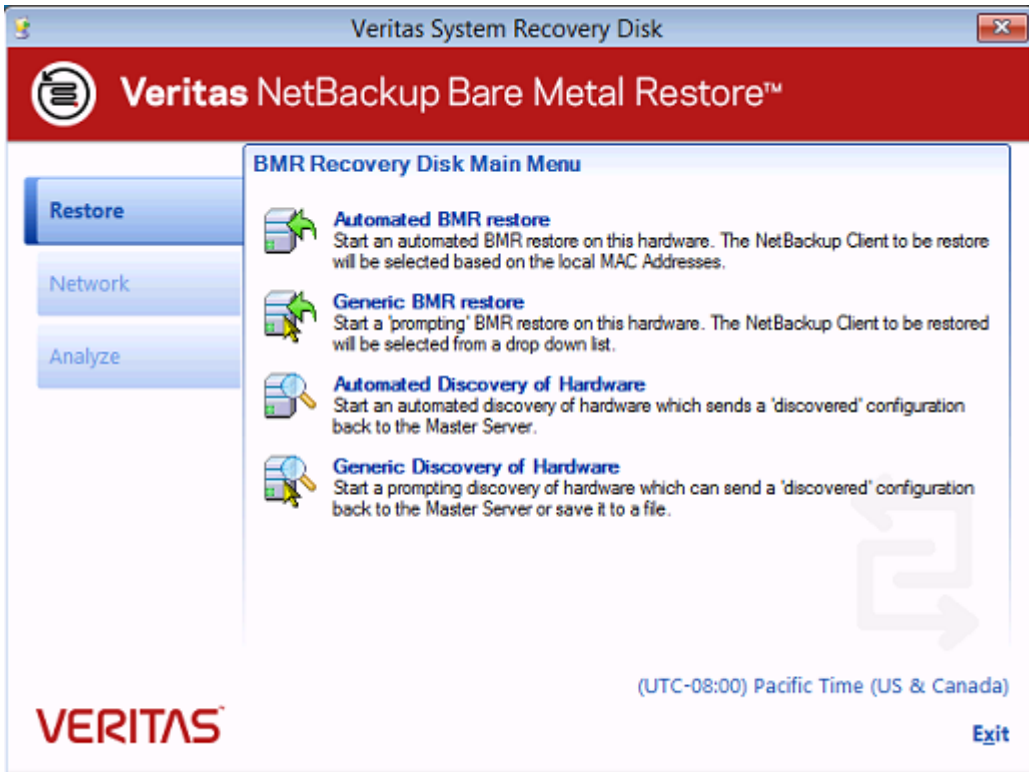 Veritas System Recovery Disk
Veritas NetBackup Bare Metal Restore™
BMR Recovery Disk Main Menu
Restore
Network
Analyze
Automated BMR restore
Start an automated BMR restore on this hardware. The NetBackup Client to be restore
will be selected based on the local MAC Addresses.
Generic BMR restore
Start a 'prompting' BMR restore on this hardware. The NetBackup Client to be restored
will be selected from a drop down list.
Automated Discovery of Hardware
Start an automated discovery of hardware which sends a 'discovered' configuration
back to the Master Server.
Generic Discovery of Hardware
Start a prompting discovery of hardware which can send a 'discovered' configuration
back to the Master Server or save it to a file.
(UTC-08:00) Pacific Time (US & Canada)
VERITAS
Exit